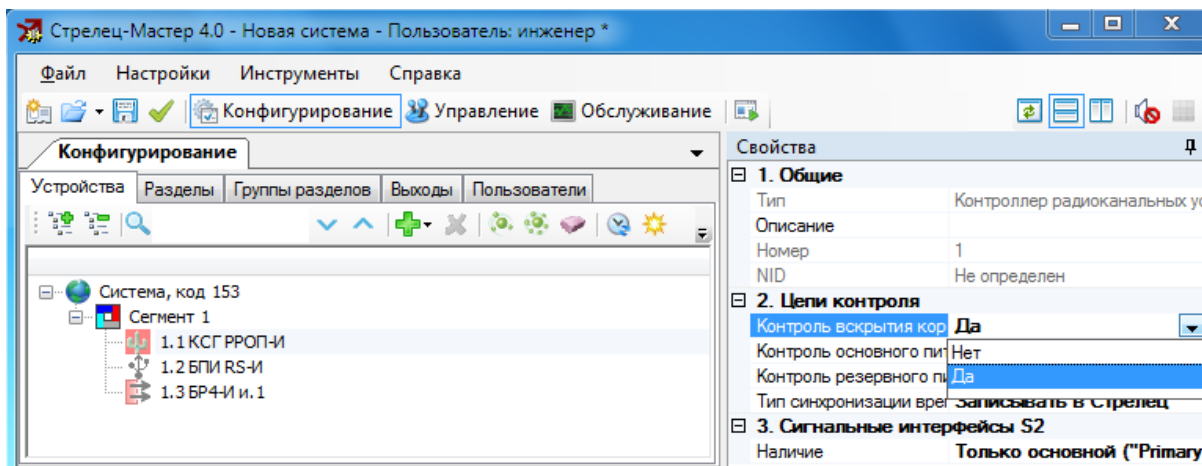 Стрелец-Мастер 4.0 - Новая система - Пользователь: инженер *
Файл Настройки Инструменты Справка
Конфигурирование Управление Обслуживание
Конфигурирование
Устройства Разделы Группы разделов Выходы Пользователи
Система, код 153
Сегмент 1
1.1 КСГ РРОП-И
1.2 БПИ RS-И
1.3 БР4-И и.1
Свойства
1. Общие
Тип Контроллер радиоканальных ус
Описание
Номер 1
NID Не определен
2. Цепи контроля
Контроль вскрытия кор Да
Контроль основного пит Нет
Контроль резервного пи Да
Тип синхронизации врем Записывать в Стрелец
3. Сигнальные интерфейсы S2
Наличие Только основной ("Primary